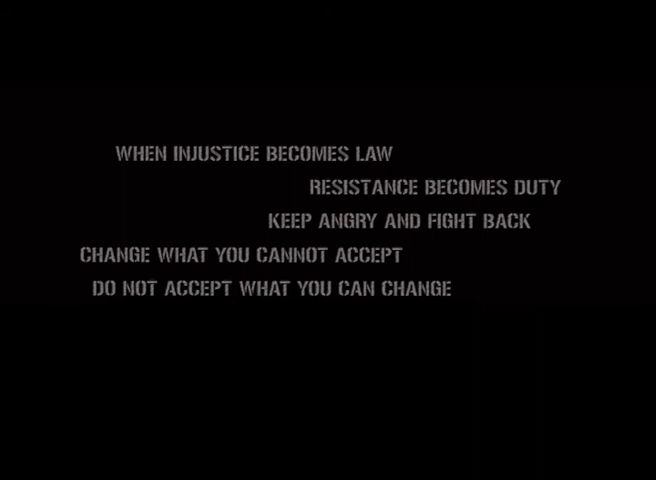 WHEN INJUSTICE BECOMES LAW
RESISTANCE BECOMES DUTY
KEEP ANGRY AND FIGHT BACK
CHANGE WHAT YOU CANNOT ACCEPT
DO NOT ACCEPT WHAT YOU CAN CHANGE